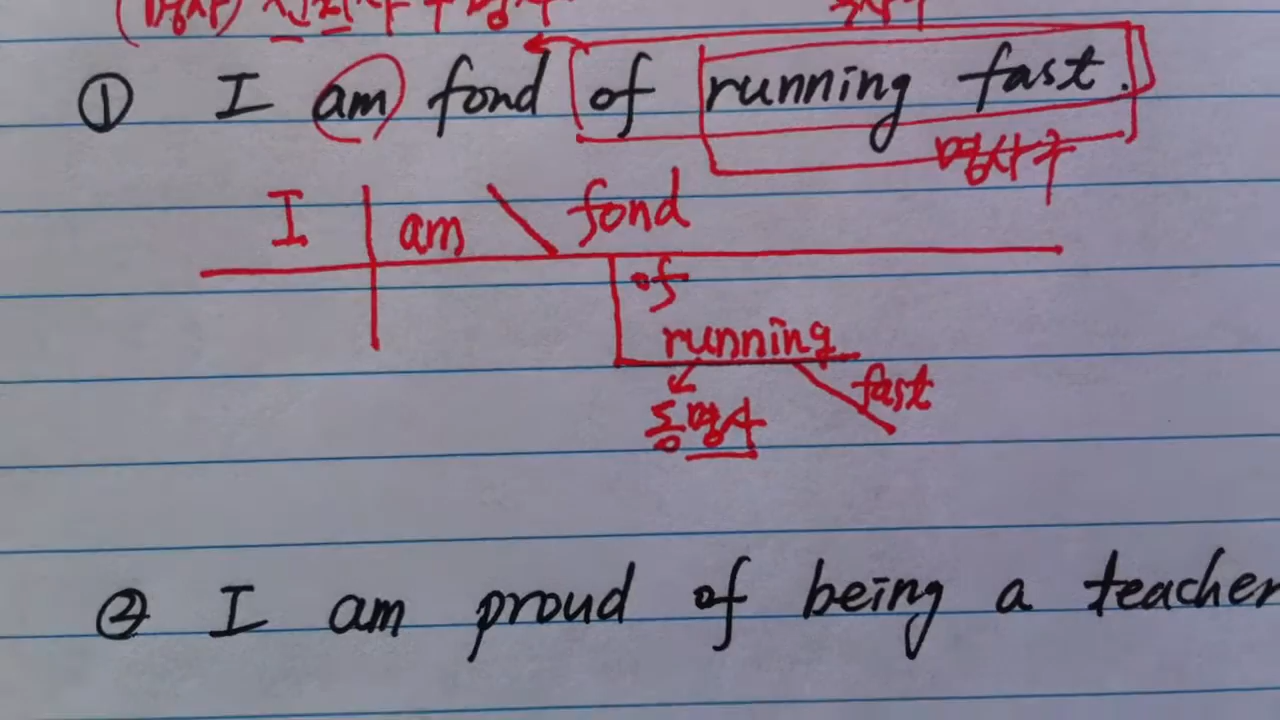 ① I am fond of running fast.
명사구
I am fond
of
running
fast
동명사
② I am proud of being a teacher